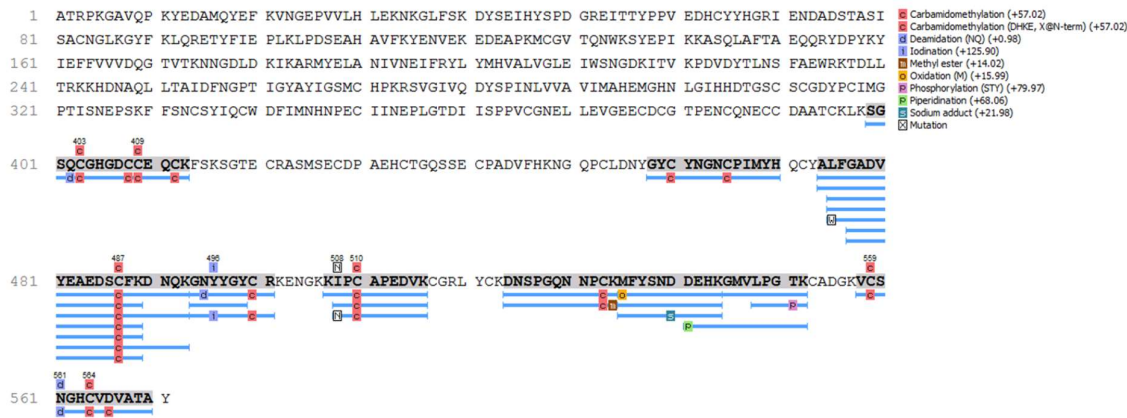 1 ATRPKGAVQP KYEDAMQYEF KVNGEPVVLH LEKNKGLFSK DYSEIHYSPD GREITTYPPV EDHCYYHGRI ENDADSTASI
81 SACNGLKGYF KLQRETYFIE PLKLPDSEAH AVFKYENVEK EDEAPKMCGV TQNWKSYEPI KKASQLAFTA EQQRYDPYKY
161 IEFFVVVDQG TVTKNNGDLD KIKARMYELA NIVNEIFRYL YMHVALVGLE IWSNGDKITV KPDVDYTLNS FAEWRKTDLL
241 TRKKHDNAQL LTAIDFNGPT IGYAYIGSMC HPKRSVGIVQ DYSPINLVVA VIMAHEMGHN LGIHHDTGSC SCGDYPCIMG
321 PTISNEPSKF FSNCSYIQCW DFIMNHNPEC IINEPLGTDI ISPPVCGNEL LEVGEECDCG TPENCQNECC DAATCKLKSG
403 409
c c
401 SQCGHGDCCE QCKFSKSGTE CRASMSECDP AEHCTGQSSE CPADVFHKNG QPCLDNYGYC YNGNCPIMYH QCYALFGADV
d c c c c c c
W
487 496 508 510 559
c I N c c
481 YEAEDSCFKD NQKGNYYGYC RKENGKKIPC APEDVKCGRL YCKDNSPGQN NPCKMFYSND DEHKGMVLPG TKCADGKVCS
c d c c c o c
c c c c m P
c I c N c S
c P
c
c
c
561 564
d c
561 NGHCVDVATA Y
d c c
c Carbamidomethylation (+57.02)
c Carbamidomethylation (DHKE, X@N-term) (+57.02)
d Deamidation (NQ) (+0.98)
I Iodination (+125.90)
m Methyl ester (+14.02)
o Oxidation (M) (+15.99)
P Phosphorylation (STY) (+79.97)
P Piperidination (+68.06)
S Sodium adduct (+21.98)
X Mutation